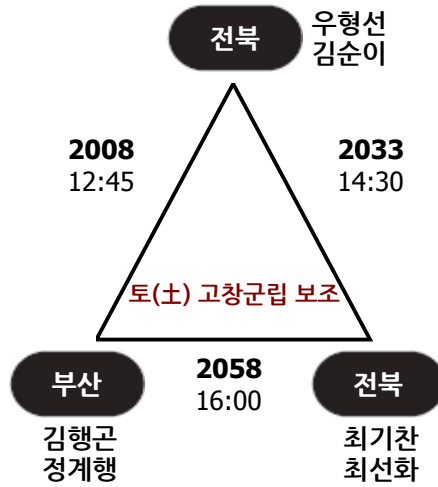 전북
우형선
김순이
2008
12:45
2033
14:30
토(土) 고창군립 보조
부산
김행곤
정계행
2058
16:00
전북
최기찬
최선화